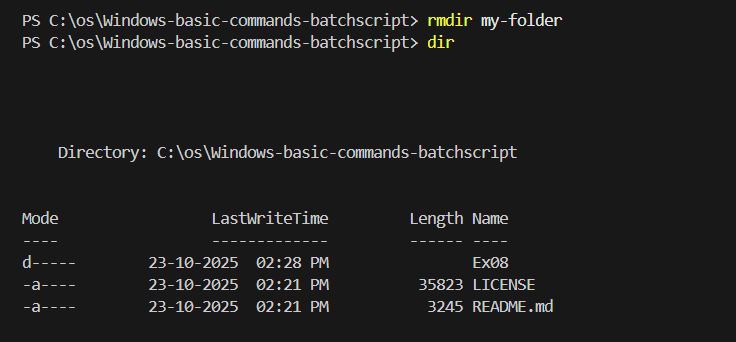 PS C:\os\Windows-basic-commands-batchscript> rmdir my-folder
PS C:\os\Windows-basic-commands-batchscript> dir
Directory: C:\os\Windows-basic-commands-batchscript
Mode LastWriteTime Length Name
---- ------------- ------ ----
d----- 23-10-2025 02:28 PM Ex08
-a---- 23-10-2025 02:21 PM 35823 LICENSE
-a---- 23-10-2025 02:21 PM 3245 README.md